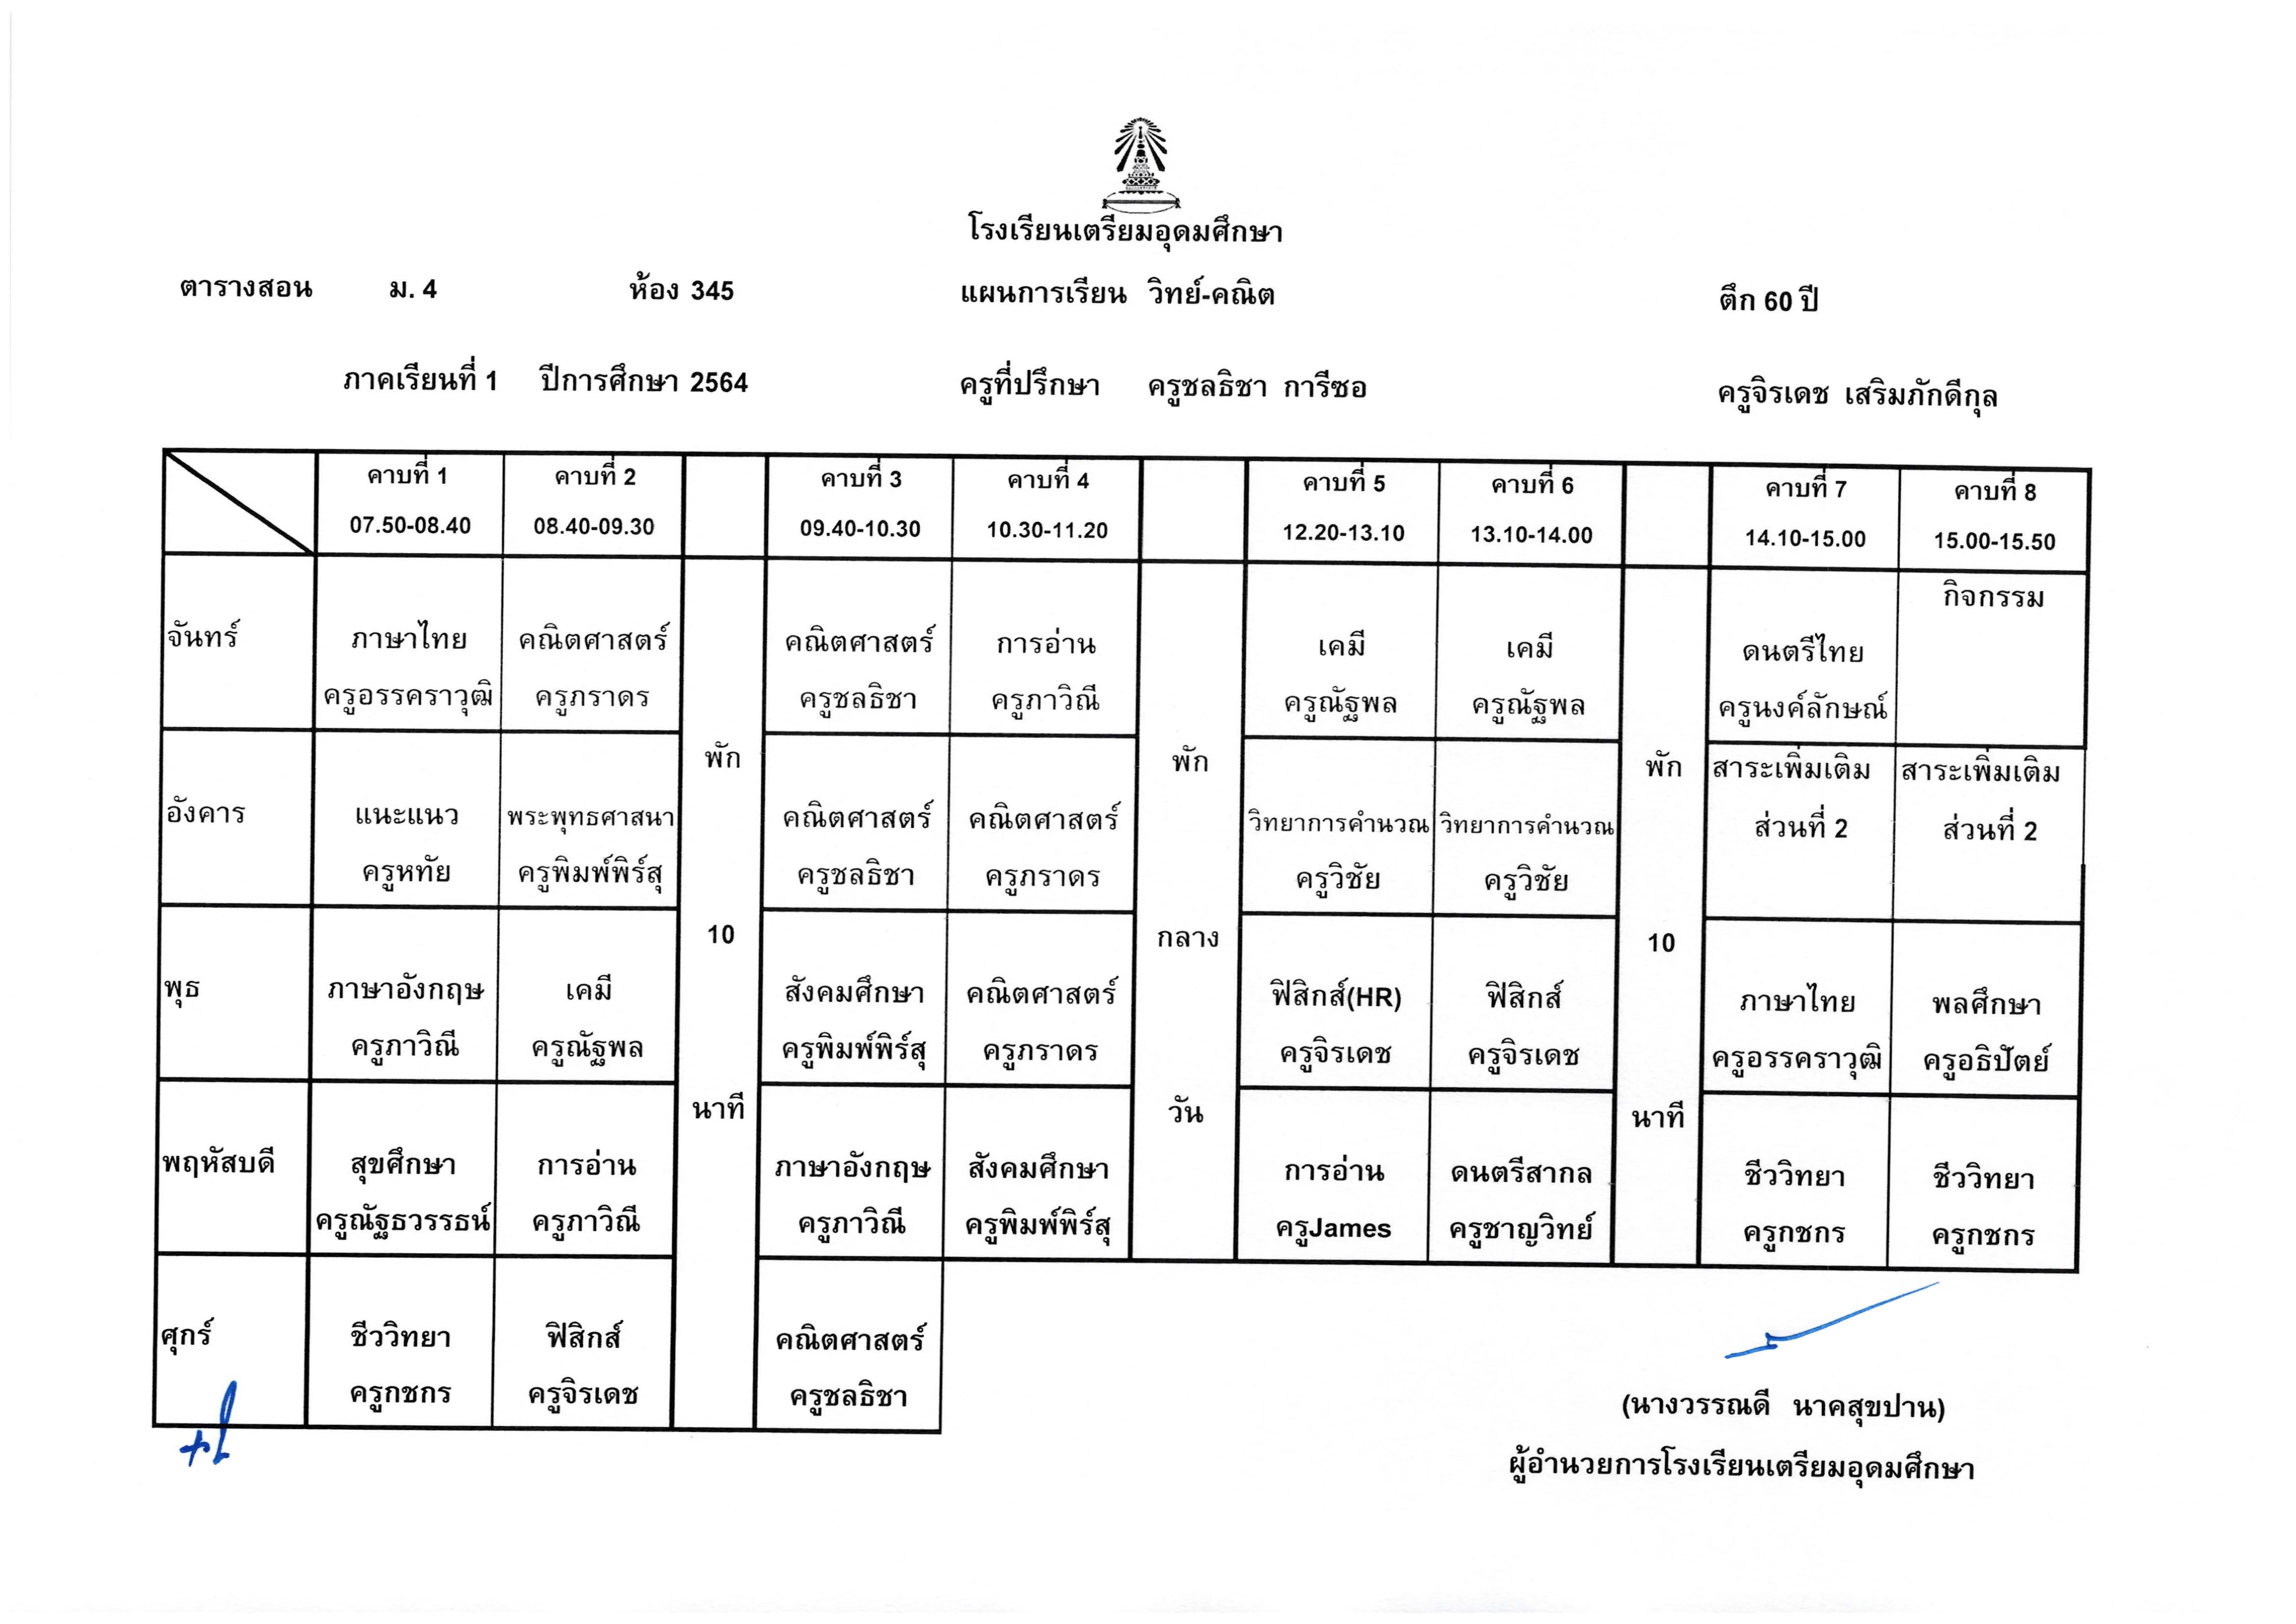 โรงเรียนเตรียมอุดมศึกษา
ตารางสอน ม. 4 ห้อง 345 แผนการเรียน วิทย์-คณิต ตึก 60 ปี
ภาคเรียนที่ 1 ปีการศึกษา 2564 ครูที่ปรึกษา ครูชลธิชา การีซอ ครูจิรเดช เสริมภักดีกุล
คาบที่ 1 คาบที่ 2 คาบที่ 3 คาบที่ 4 คาบที่ 5 คาบที่ 6 คาบที่ 7 คาบที่ 8
07.50-08.40 08.40-09.30 09.40-10.30 10.30-11.20 12.20-13.10 13.10-14.00 14.10-15.00 15.00-15.50
กิจกรรม
จันทร์ ภาษาไทย คณิตศาสตร์ คณิตศาสตร์ การอ่าน เคมี เคมี ดนตรีไทย
ครูอรรคราวุฒิ ครูภราดร ครูชลธิชา ครูภาวิณี ครูณัฐพล ครูณัฐพล ครูนงค์ลักษณ์
พัก พัก พัก สาระเพิ่มเติม สาระเพิ่มเติม
อังคาร แนะแนว พระพุทธศาสนา คณิตศาสตร์ คณิตศาสตร์ วิทยาการคำนวณ วิทยาการคำนวณ ส่วนที่ 2 ส่วนที่ 2
ครูหทัย ครูพิมพ์พิร์สุ ครูชลธิชา ครูภราดร ครูวิชัย ครูวิชัย
10 กลาง 10
พุธ ภาษาอังกฤษ เคมี สังคมศึกษา คณิตศาสตร์ ฟิสิกส์(HR) ฟิสิกส์ ภาษาไทย พลศึกษา
ครูภาวิณี ครูณัฐพล ครูพิมพ์พิร์สุ ครูภราดร ครูจิรเดช ครูจิรเดช ครูอรรคราวุฒิ ครูอธิปัตย์
นาที วัน นาที
พฤหัสบดี สุขศึกษา การอ่าน ภาษาอังกฤษ สังคมศึกษา การอ่าน ดนตรีสากล ชีววิทยา ชีววิทยา
ครูณัฐธวรรธน์ ครูภาวิณี ครูภาวิณี ครูพิมพ์พิร์สุ ครูJames ครูชาญวิทย์ ครูกชกร ครูกชกร
ศุกร์ ชีววิทยา ฟิสิกส์ คณิตศาสตร์
ครูกชกร ครูจิรเดช ครูชลธิชา
(นางวรรณดี นาคสุขปาน)
ผู้อำนวยการโรงเรียนเตรียมอุดมศึกษา